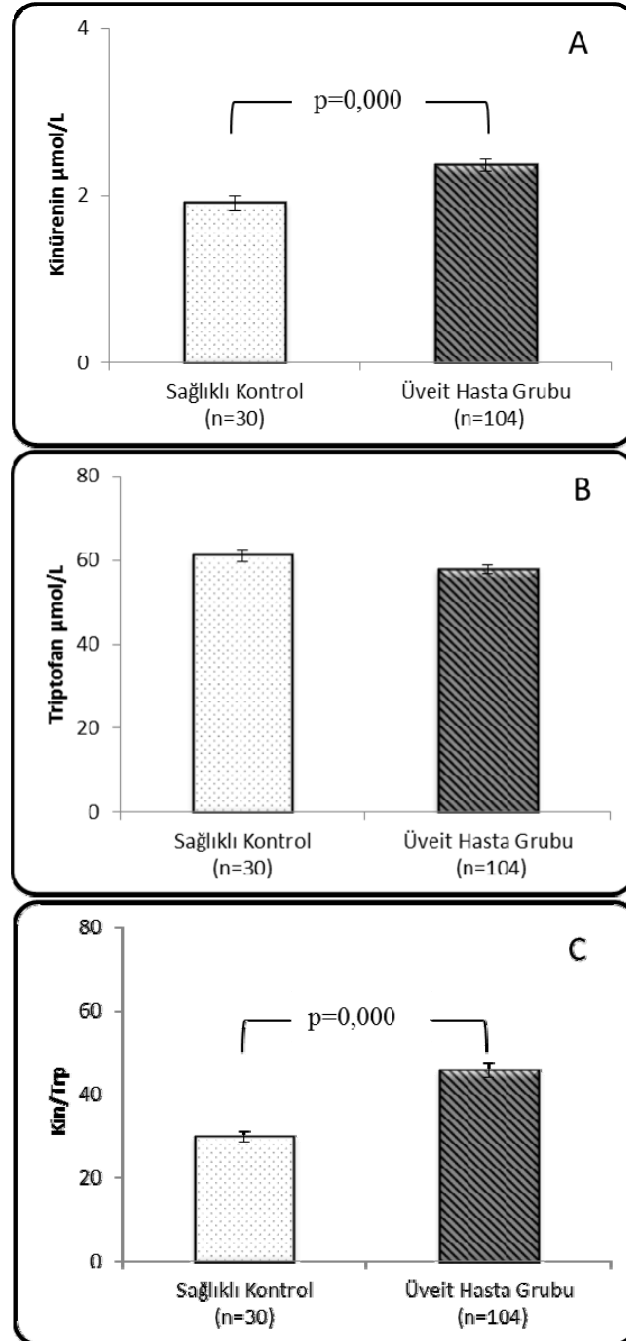 A
4
2
0
Kinürenin µmol/L
p=0,000
Sağlıklı Kontrol
(n=30)
Üveit Hasta Grubu
(n=104)
B
80
60
40
20
0
Triptofan µmol/L
Sağlıklı Kontrol
(n=30)
Üveit Hasta Grubu
(n=104)
C
80
60
40
20
0
Kin/Trp
p=0,000
Sağlıklı Kontrol
(n=30)
Üveit Hasta Grubu
(n=104)